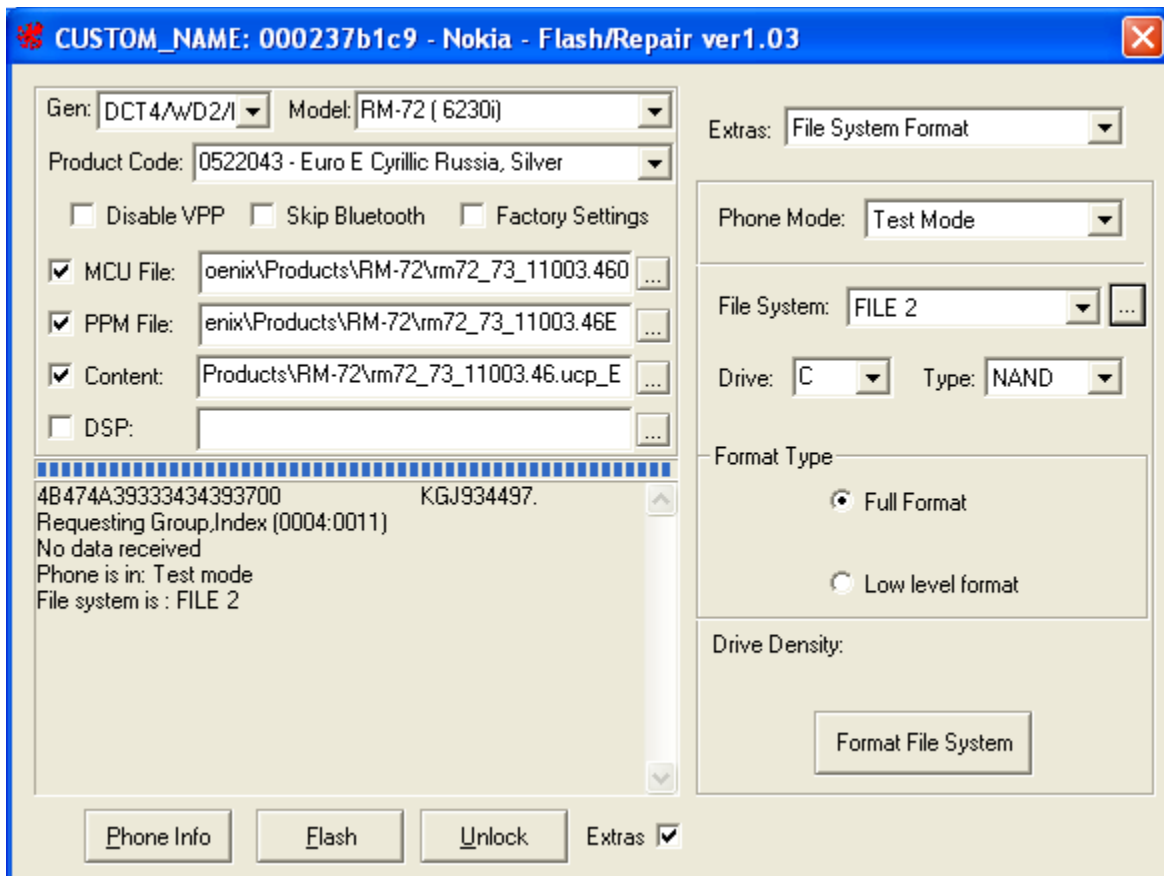 CUSTOM_NAME: 000237b1c9 - Nokia - Flash/Repair ver1.03
Gen: DCT4/WD2/I Model: RM-72 ( 6230i)
Product Code: 0522043 - Euro E Cyrillic Russia, Silver
Disable VPP Skip Bluetooth Factory Settings
MCU File: oenix\Products\RM-72\rm72_73_11003.460 ...
PPM File: enix\Products\RM-72\rm72_73_11003.46E ...
Content: Products\RM-72\rm72_73_11003.46.ucp_E ...
DSP: ...
4B474A39333434393700 KGJ934497.
Requesting Group,Index (0004:0011)
No data received
Phone is in: Test mode
File system is : FILE 2
Phone Info Flash Unlock Extras
Extras: File System Format
Phone Mode: Test Mode
File System: FILE 2 ...
Drive: C Type: NAND
Format Type
Full Format
Low level format
Drive Density:
Format File System